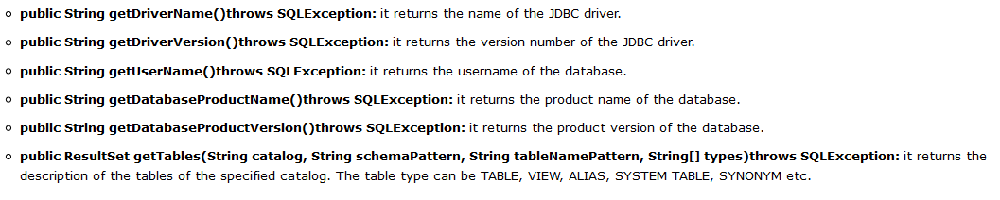 public String getDriverName()throws SQLException: it returns the name of the JDBC driver.
public String getDriverVersion()throws SQLException: it returns the version number of the JDBC driver.
public String getUserName()throws SQLException: it returns the username of the database.
public String getDatabaseProductName()throws SQLException: it returns the product name of the database.
public String getDatabaseProductVersion()throws SQLException: it returns the product version of the database.
public ResultSet getTables(String catalog, String schemaPattern, String tableNamePattern, String[] types)throws SQLException: it returns the
description of the tables of the specified catalog. The table type can be TABLE, VIEW, ALIAS, SYSTEM TABLE, SYNONYM etc.